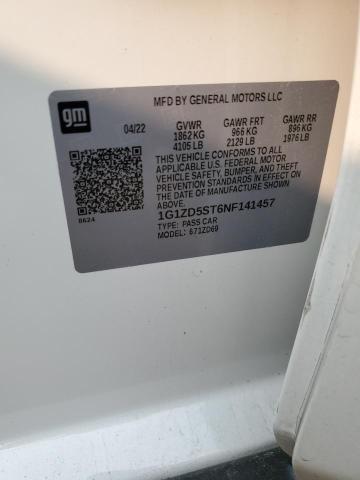 gm
MFD BY GENERAL MOTORS LLC
04/22 GVWR GAWR FRT GAWR RR
1862 KG 966 KG 896 KG
4105 LB 2129 LB 1976 LB
THIS VEHICLE CONFORMS TO ALL
APPLICABLE U.S. FEDERAL MOTOR
VEHICLE SAFETY, BUMPER, AND THEFT
PREVENTION STANDARDS IN EFFECT ON
THE DATE OF MANUFACTURE SHOWN ABOVE.
8624
1G1ZD5ST6NF141457
TYPE: PASS CAR
MODEL: 671ZD69